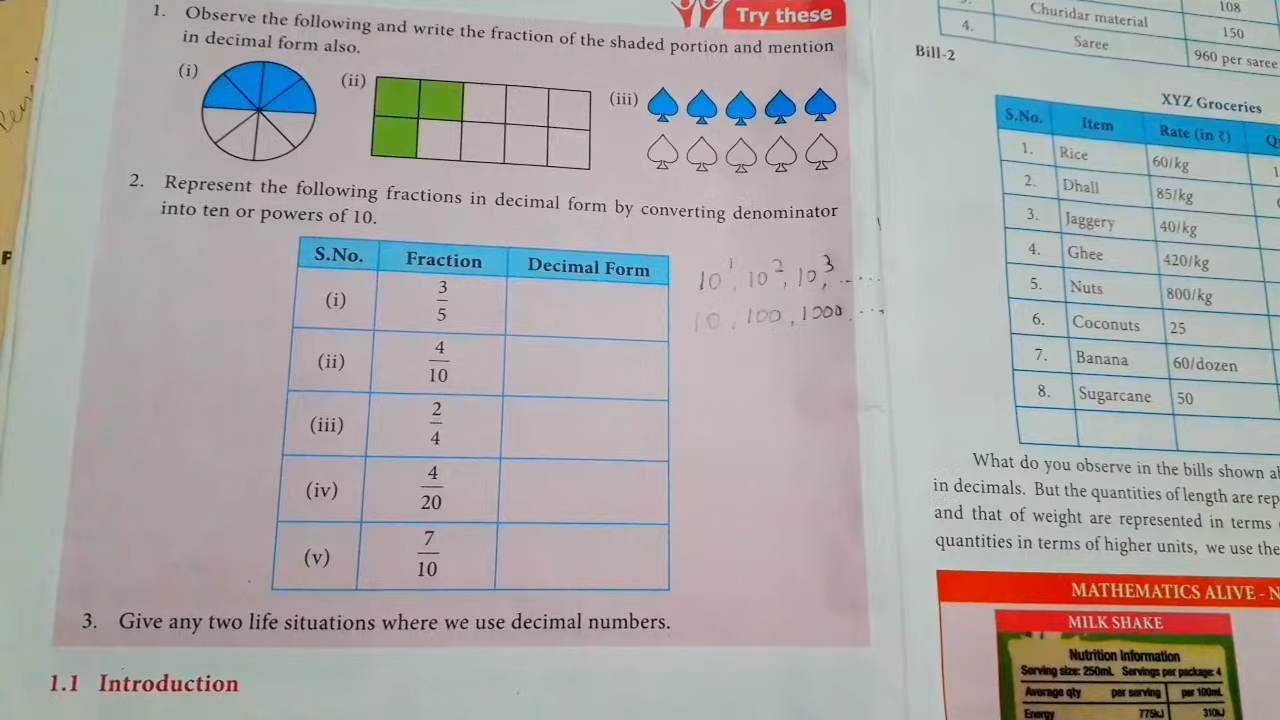 Try these
1. Observe the following and write the fraction of the shaded portion and mention
in decimal form also.
(i)
(ii)
(iii)
2. Represent the following fractions in decimal form by converting denominator
into ten or powers of 10.
S.No. Fraction Decimal Form
(i) 3/5
(ii) 4/10
(iii) 2/4
(iv) 4/20
(v) 7/10
10¹, 10², 10³, .....
10, 100, 1000, ...
3. Give any two life situations where we use decimal numbers.
1.1 Introduction
108
Churidar material 150
4. Saree 960 per saree
Bill-2
XYZ Groceries
S.No. Item Rate (in ₹)
1. Rice 60/kg
2. Dhall 85/kg
3. Jaggery 40/kg
4. Ghee 420/kg
5. Nuts 800/kg
6. Coconuts 25
7. Banana 60/dozen
8. Sugarcane 50
What do you observe in the bills shown
in decimals. But the quantities of length are
and that of weight are represented in terms
quantities in terms of higher units, we use the
MATHEMATICS ALIVE -
MILK SHAKE
Nutrition Information
Serving size: 250mL Servings per package: 4
Average qty per serving per 100mL
Energy 775kJ 310kJ